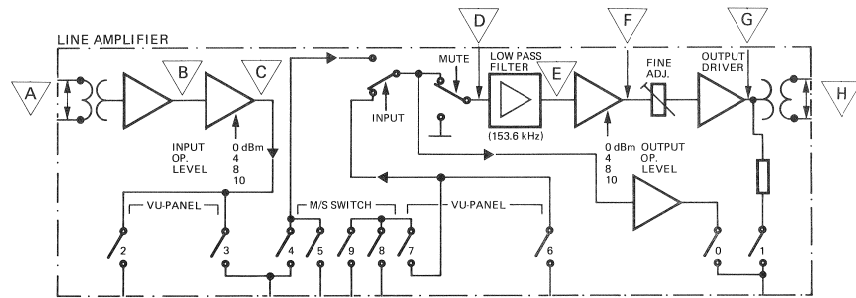 LINE AMPLIFIER
A
B
C
D
E
F
G
H
MUTE
LOW PASS
FILTER
(153.6 kHz)
FINE
ADJ.
OUTPUT
DRIVER
INPUT
INPUT
OP.
LEVEL
0 dBm
4
8
10
0 dBm
4
8
10
OUTPUT
OP.
LEVEL
VU-PANEL
M/S SWITCH
VU-PANEL
2
3
4
5
9
8
7
6
0
1